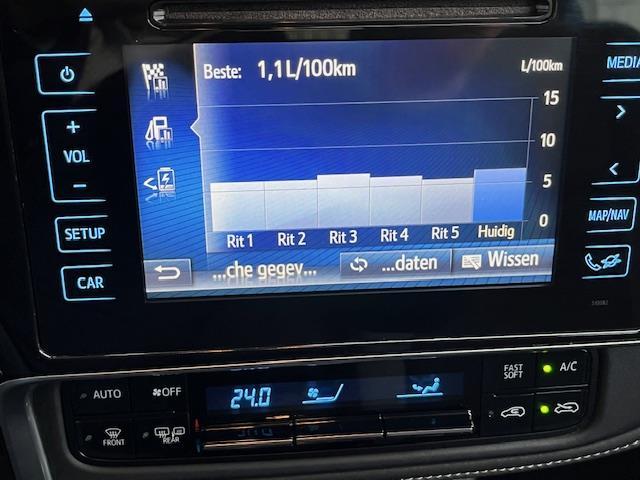 Beste: 1,1 L/100km
L/100km
15
10
5
0
Rit 1 Rit 2 Rit 3 Rit 4 Rit 5 Huidig
...che gegev... ...daten Wissen
VOL
SETUP
CAR
MEDIA
MAP/NAV
AUTO OFF
FRONT REAR
24.0
FAST
SOFT
A/C